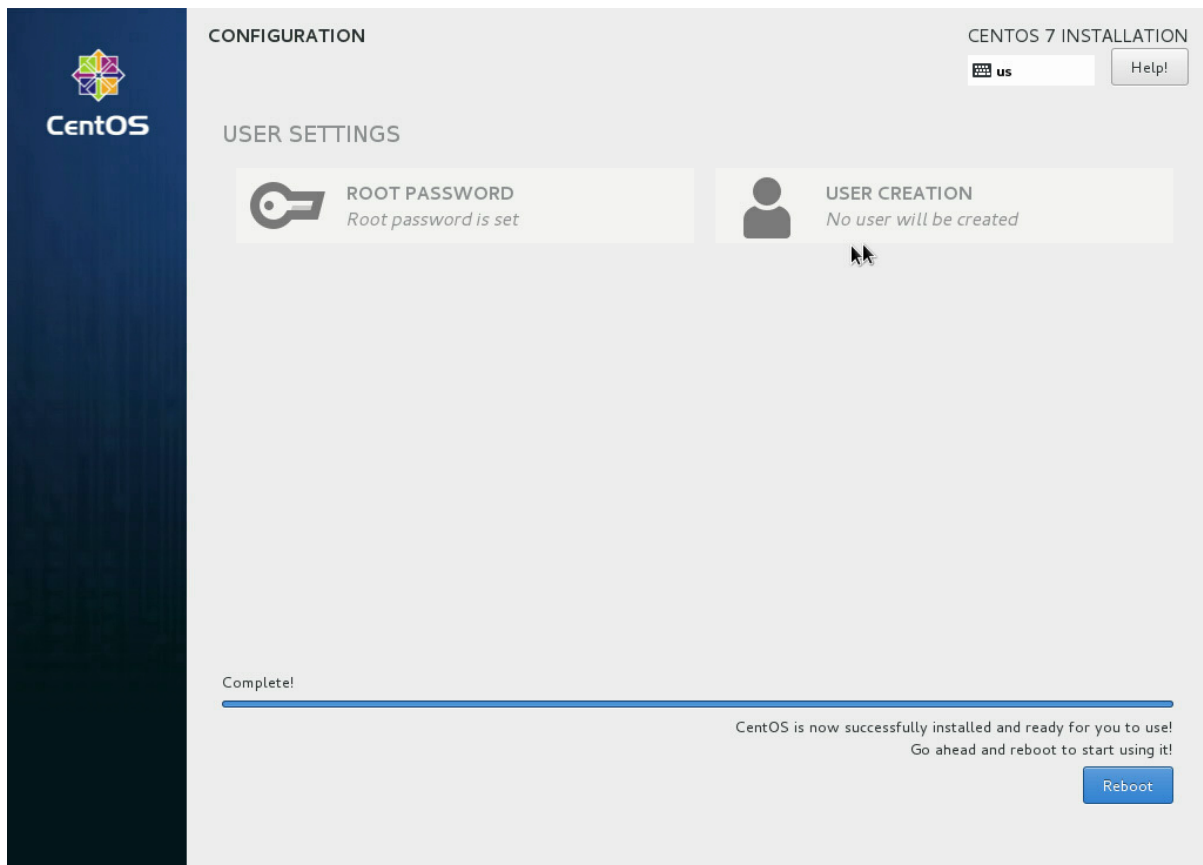 CentOS
CONFIGURATION
CENTOS 7 INSTALLATION
us
Help!
USER SETTINGS
ROOT PASSWORD
Root password is set
USER CREATION
No user will be created
Complete!
CentOS is now successfully installed and ready for you to use!
Go ahead and reboot to start using it!
Reboot